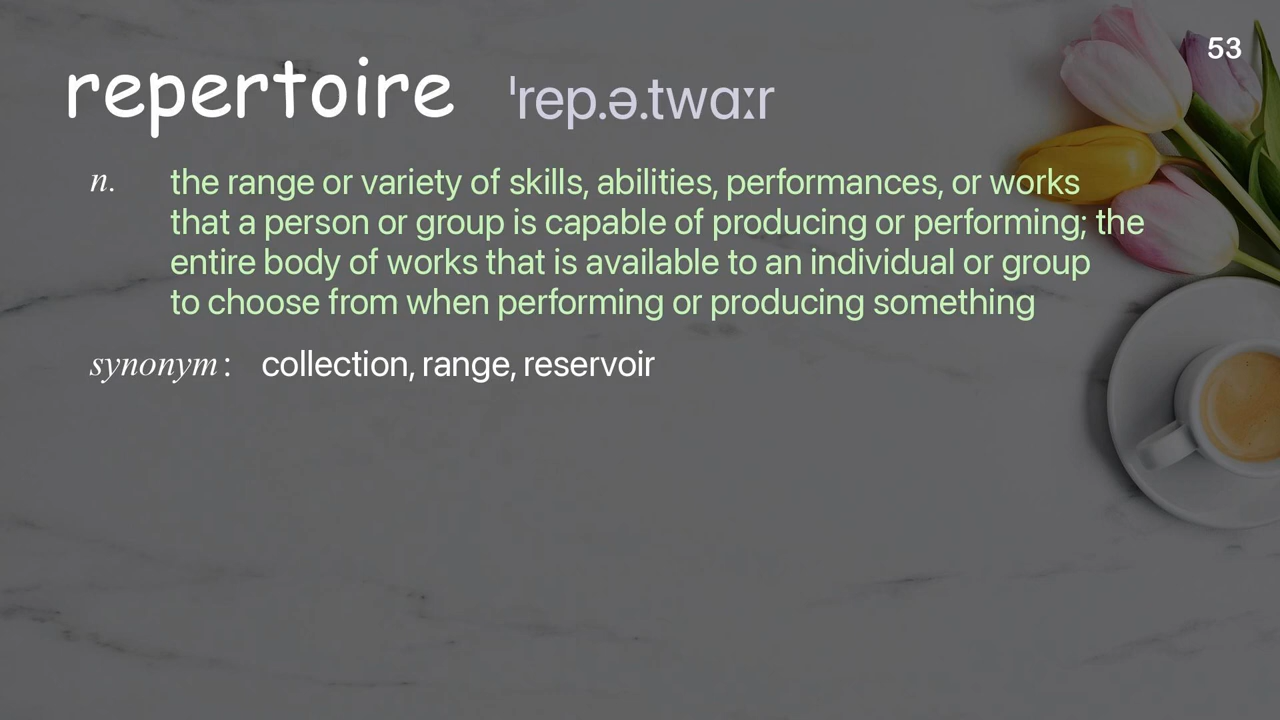 53
repertoire ˈrep.ə.twɑːr
n. the range or variety of skills, abilities, performances, or works
that a person or group is capable of producing or performing; the
entire body of works that is available to an individual or group
to choose from when performing or producing something
synonym : collection, range, reservoir